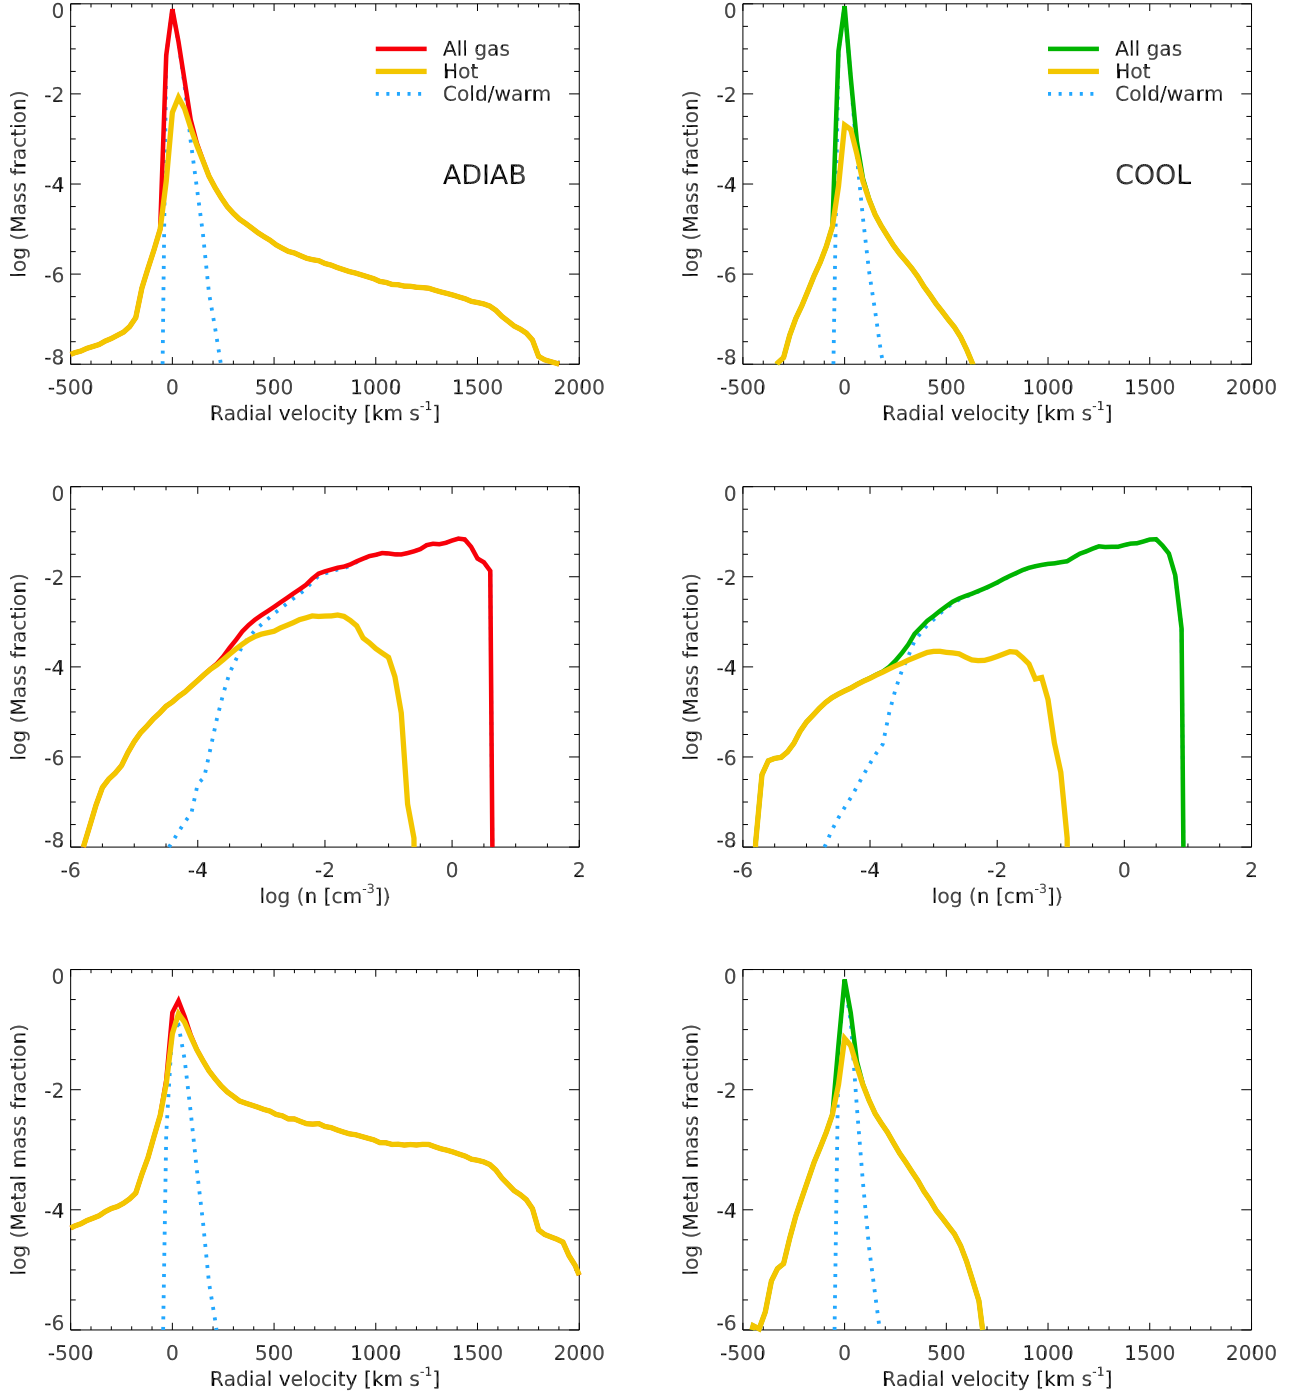 0
-2
-4
-6
-8
log (Mass fraction)
All gas
Hot
Cold/warm
ADIAB
-500 0 500 1000 1500 2000
Radial velocity [km s-1]
0
-2
-4
-6
-8
log (Mass fraction)
All gas
Hot
Cold/warm
COOL
-500 0 500 1000 1500 2000
Radial velocity [km s-1]
0
-2
-4
-6
-8
log (Mass fraction)
-6 -4 -2 0 2
log (n [cm-3])
0
-2
-4
-6
-8
log (Mass fraction)
-6 -4 -2 0 2
log (n [cm-3])
0
-2
-4
-6
log (Metal mass fraction)
-500 0 500 1000 1500 2000
Radial velocity [km s-1]
0
-2
-4
-6
log (Metal mass fraction)
-500 0 500 1000 1500 2000
Radial velocity [km s-1]